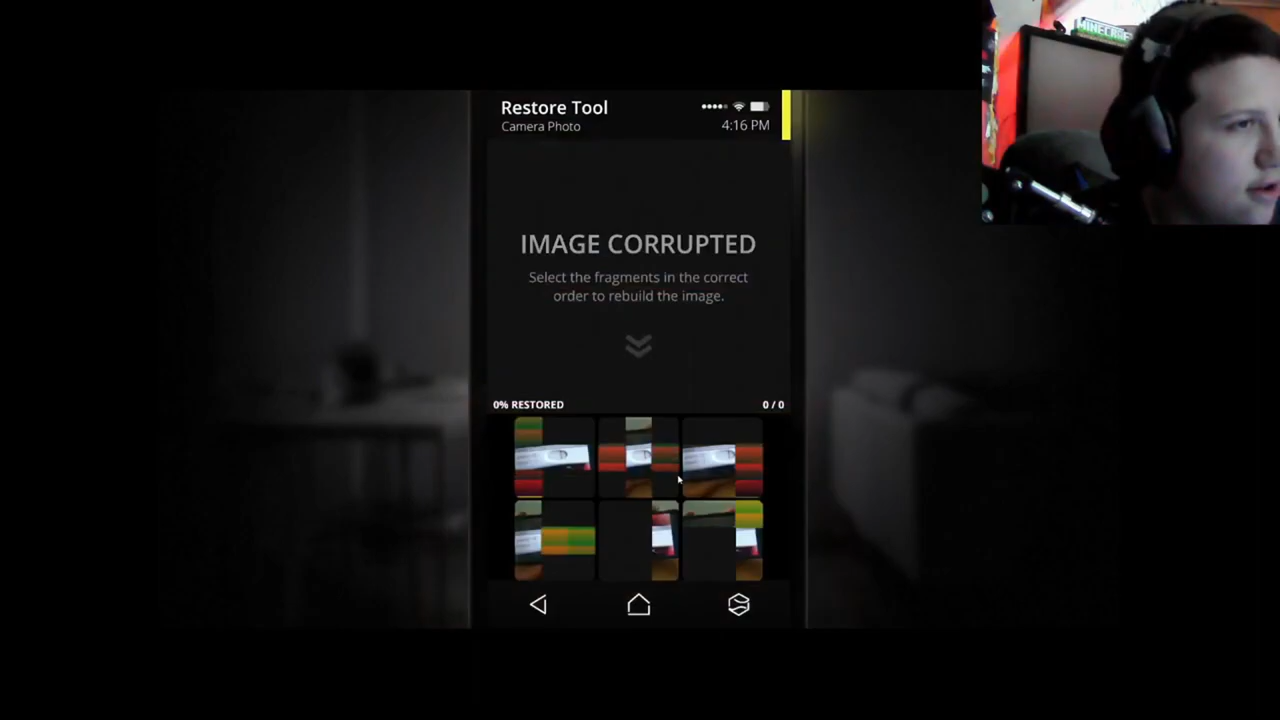 MINECRAFT
Restore Tool
Camera Photo
4:16 PM
IMAGE CORRUPTED
Select the fragments in the correct
order to rebuild the image.
0% RESTORED
0 / 0